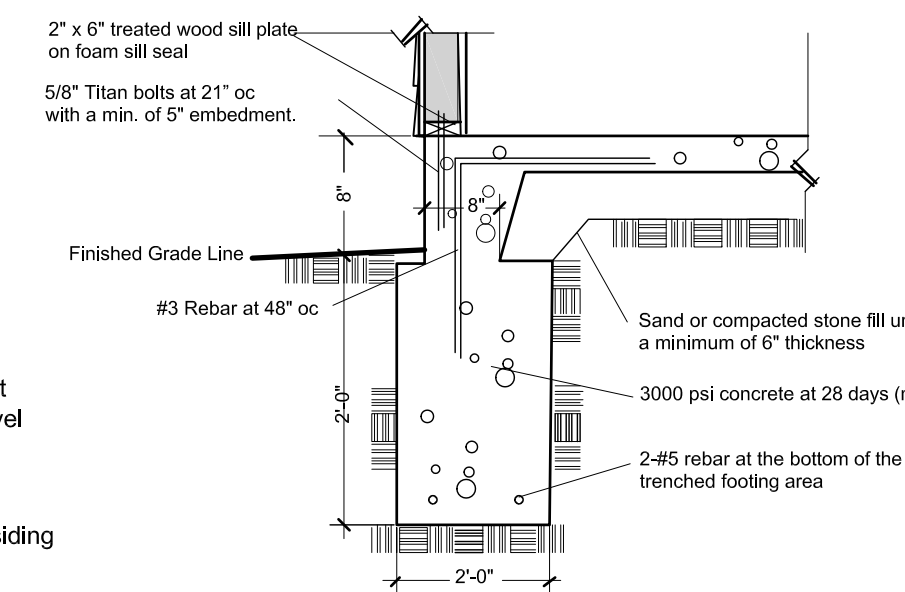 2" x 6" treated wood sill plate
on foam sill seal
5/8" Titan bolts at 21” oc
with a min. of 5" embedment.
8"
8"
Finished Grade Line
#3 Rebar at 48" oc
Sand or compacted stone fill
a minimum of 6" thickness
2'-0"
3000 psi concrete at 28 days
2-#5 rebar at the bottom of the
trenched footing area
siding
2'-0"